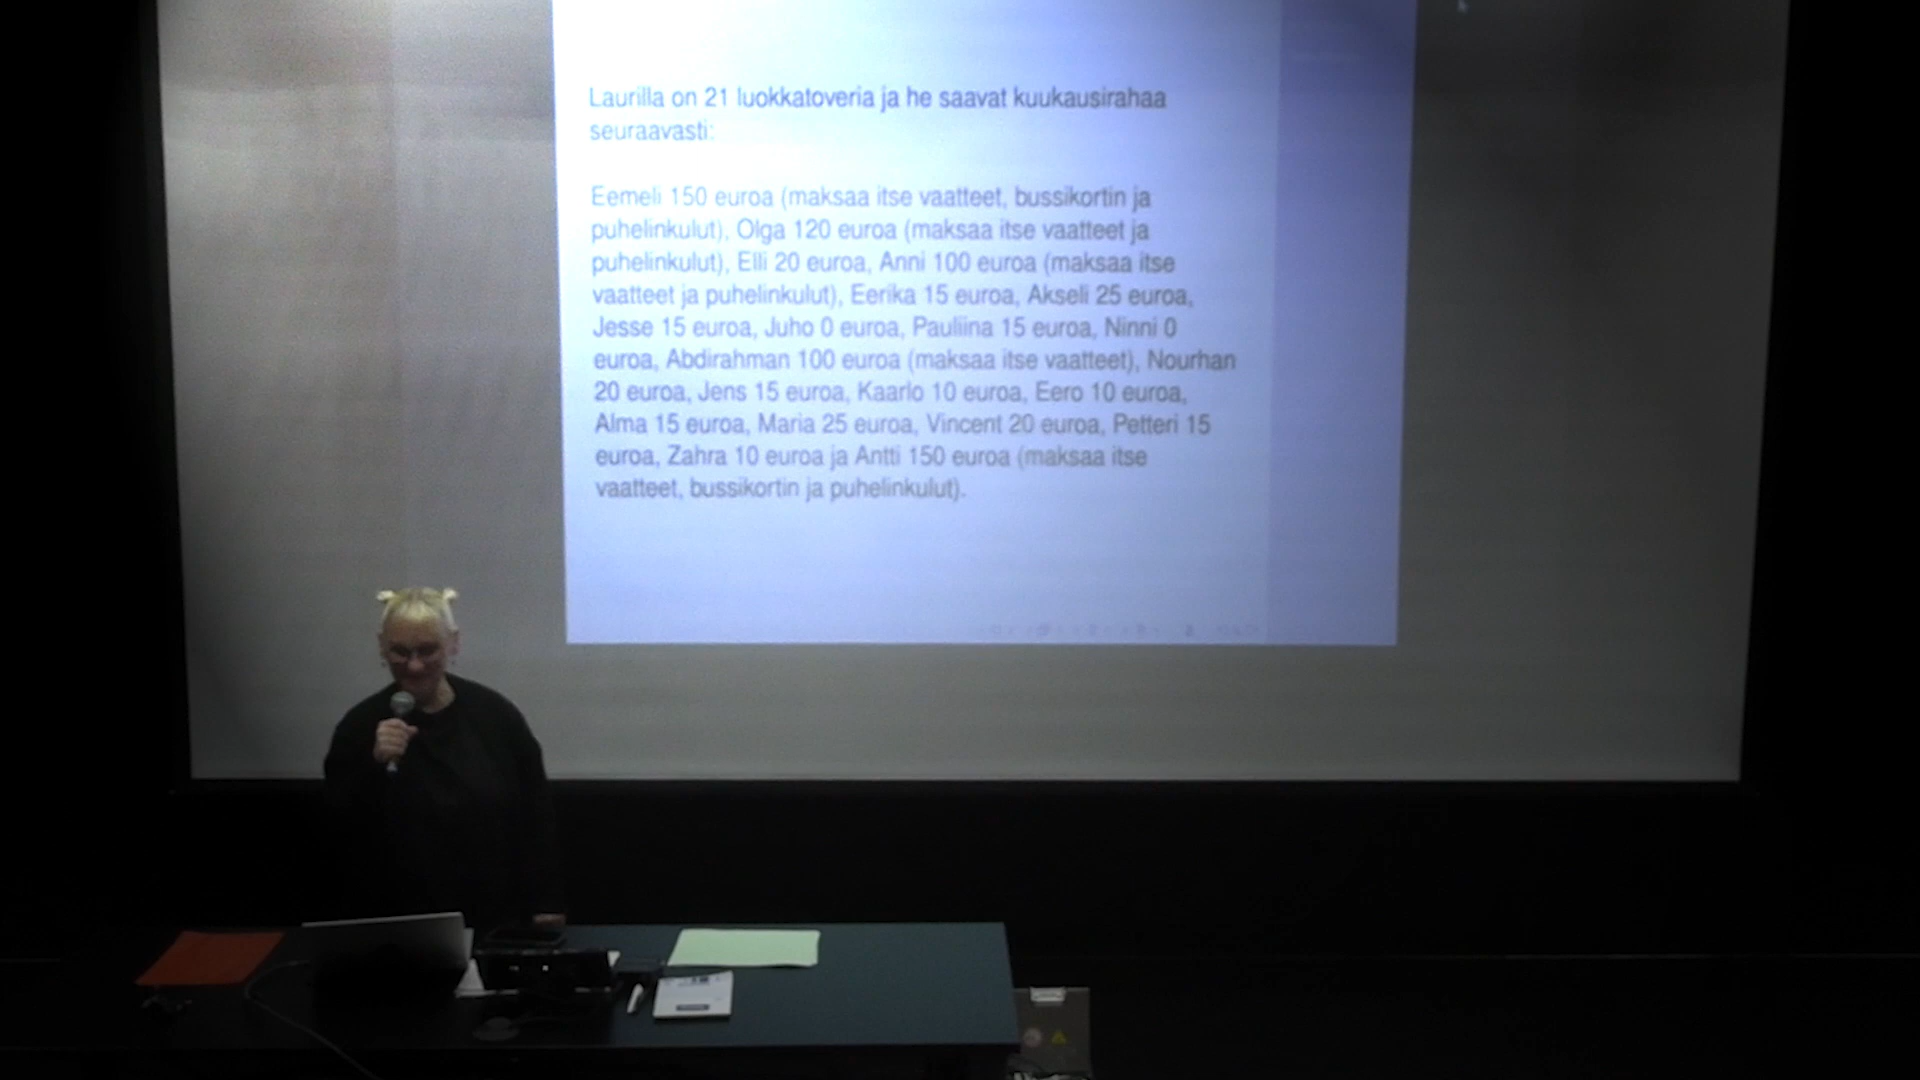 Laurilla on 21 luokkatoveria ja he saavat kuukausirahaa
seuraavasti:
Eemeli 150 euroa (maksaa itse vaatteet, bussikortin ja
puhelinkulut), Olga 120 euroa (maksaa itse vaatteet ja
puhelinkulut), Elli 20 euroa, Anni 100 euroa (maksaa itse
vaatteet ja puhelinkulut), Eerika 15 euroa, Akseli 25 euroa,
Jesse 15 euroa, Juho 0 euroa, Pauliina 15 euroa, Ninni 0
euroa, Abdirahman 100 euroa (maksaa itse vaatteet), Nourhan
20 euroa, Jens 15 euroa, Kaarlo 10 euroa, Eero 10 euroa,
Alma 15 euroa, Maria 25 euroa, Vincent 20 euroa, Petteri 15
euroa, Zahra 10 euroa ja Antti 150 euroa (maksaa itse
vaatteet, bussikortin ja puhelinkulut).